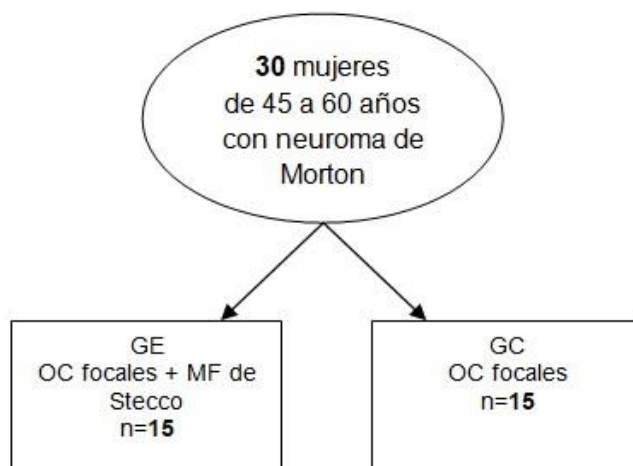 30 mujeres
de 45 a 60 años
con neuroma de
Morton
GE
OC focales + MF de
Stecco
n=15
GC
OC focales
n=15